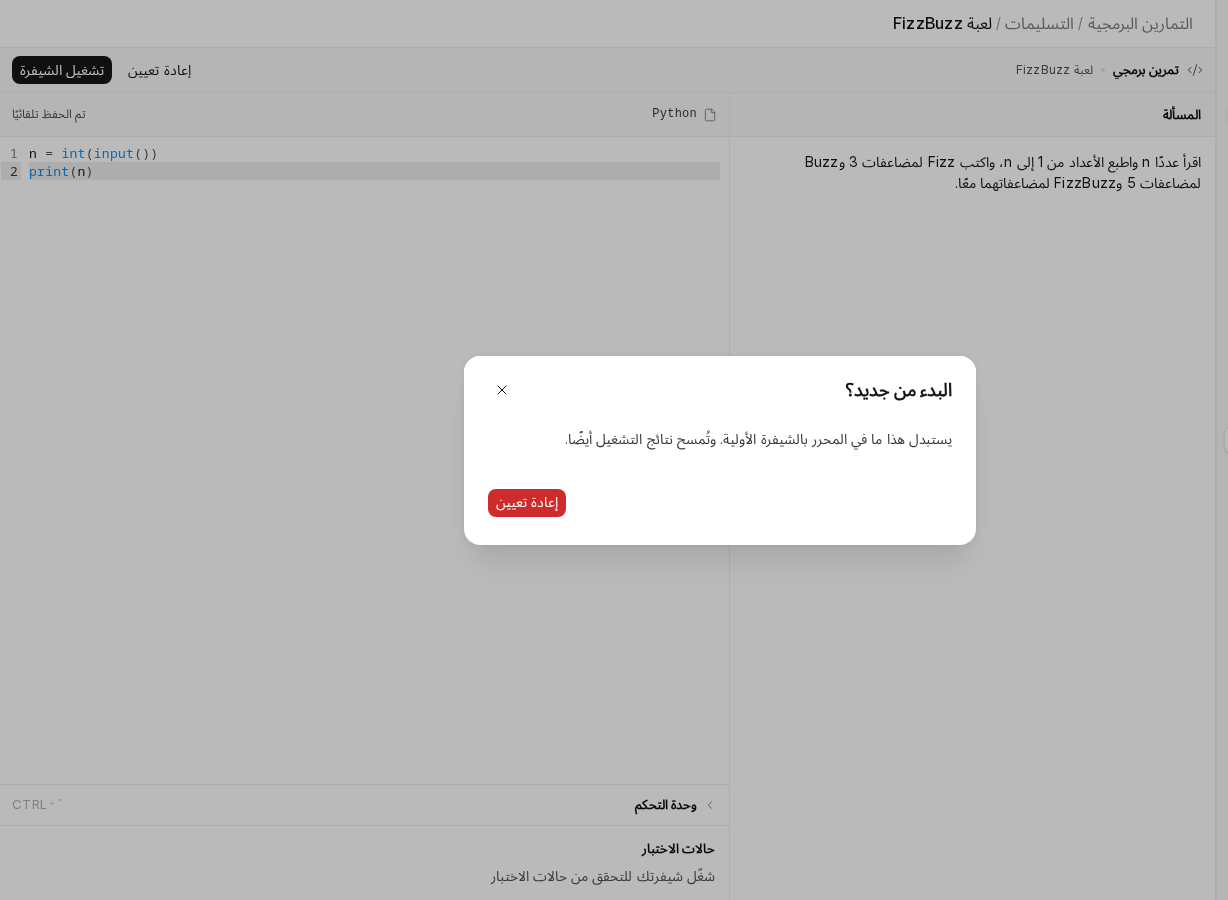 التمارين البرمجية / التسليمات / لعبة FizzBuzz
تمرين برمجي • لعبة FizzBuzz
إعادة تعيين
تشغيل الشيفرة
المسألة
اقرأ عددًا n واطبع الأعداد من 1 إلى n، واكتب Fizz لمضاعفات 3 وBuzz
لمضاعفات 5 وFizzBuzz لمضاعفاتهما معًا.
Python
تم الحفظ تلقائيًا
1 n = int(input())
2 print(n)
البدء من جديد؟
يستبدل هذا ما في المحرر بالشيفرة الأولية. وتُمسح نتائج التشغيل أيضًا.
إعادة تعيين
وحدة التحكم
CTRL+`
حالات الاختبار
شغّل شيفرتك للتحقق من حالات الاختبار